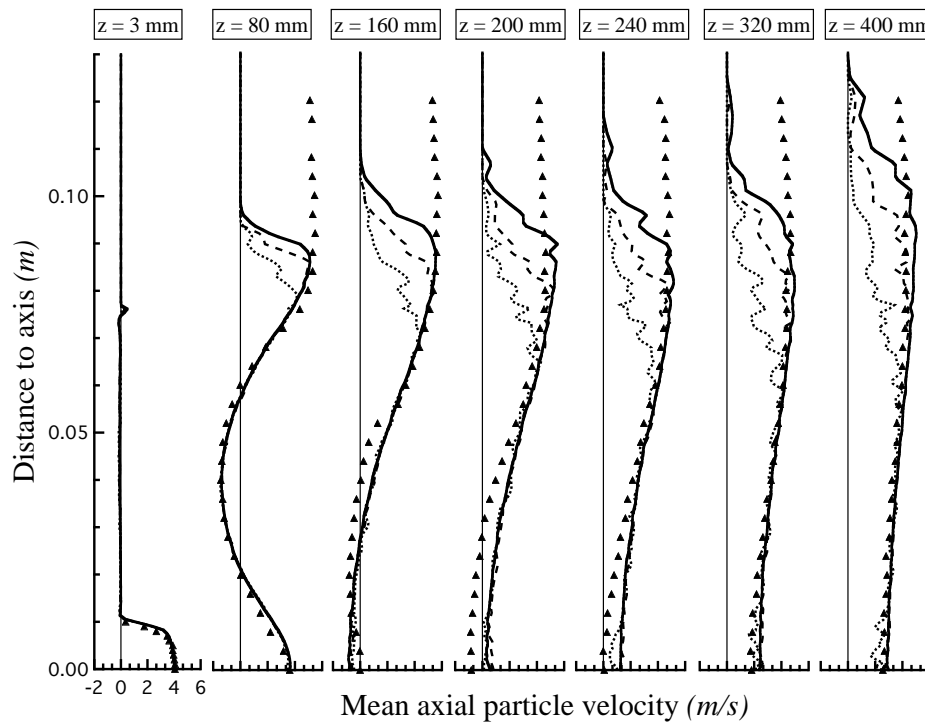 z = 3 mm
z = 80 mm
z = 160 mm
z = 200 mm
z = 240 mm
z = 320 mm
z = 400 mm
0.10
0.05
0.00
Distance to axis (m)
-2 0 2 4 6
Mean axial particle velocity (m/s)